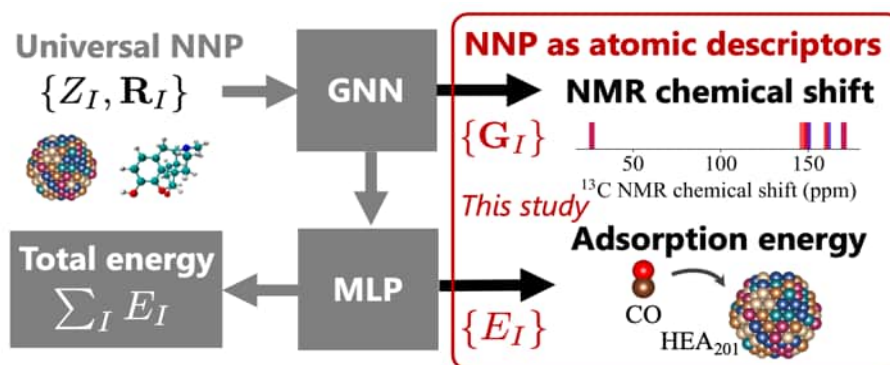 Universal NNP
{Z_I, R_I}
GNN
NNP as atomic descriptors
NMR chemical shift
{G_I}
50 100 150
¹³C NMR chemical shift (ppm)
This study
Total energy
∑_I E_I
MLP
{E_I}
Adsorption energy
CO
HEA₂₀₁